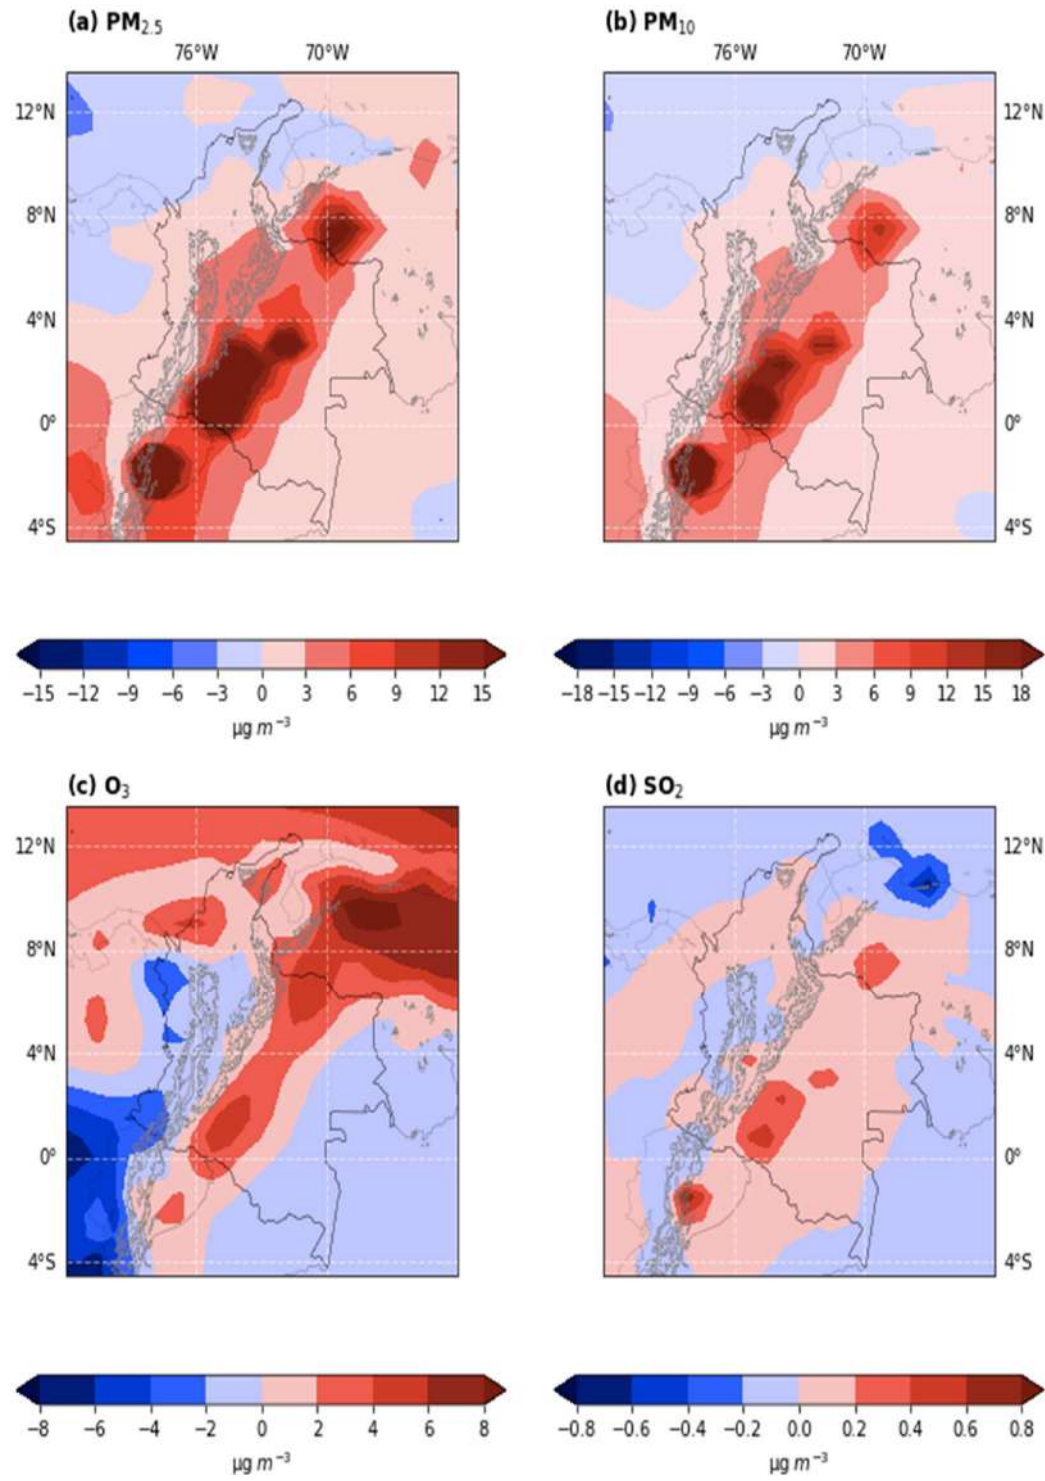 (a) PM2.5 (b) PM10
76°W 70°W 76°W 70°W
12°N 12°N
8°N 8°N
4°N 4°N
0° 0°
4°S 4°S
−15 −12 −9 −6 −3 0 3 6 9 12 15 −18 −15 −12 −9 −6 −3 0 3 6 9 12 15 18
µg m⁻³ µg m⁻³
(c) O3 (d) SO2
12°N 12°N
8°N 8°N
4°N 4°N
0° 0°
4°S 4°S
−8 −6 −4 −2 0 2 4 6 8 −0.8 −0.6 −0.4 −0.2 0.0 0.2 0.4 0.6 0.8
µg m⁻³ µg m⁻³